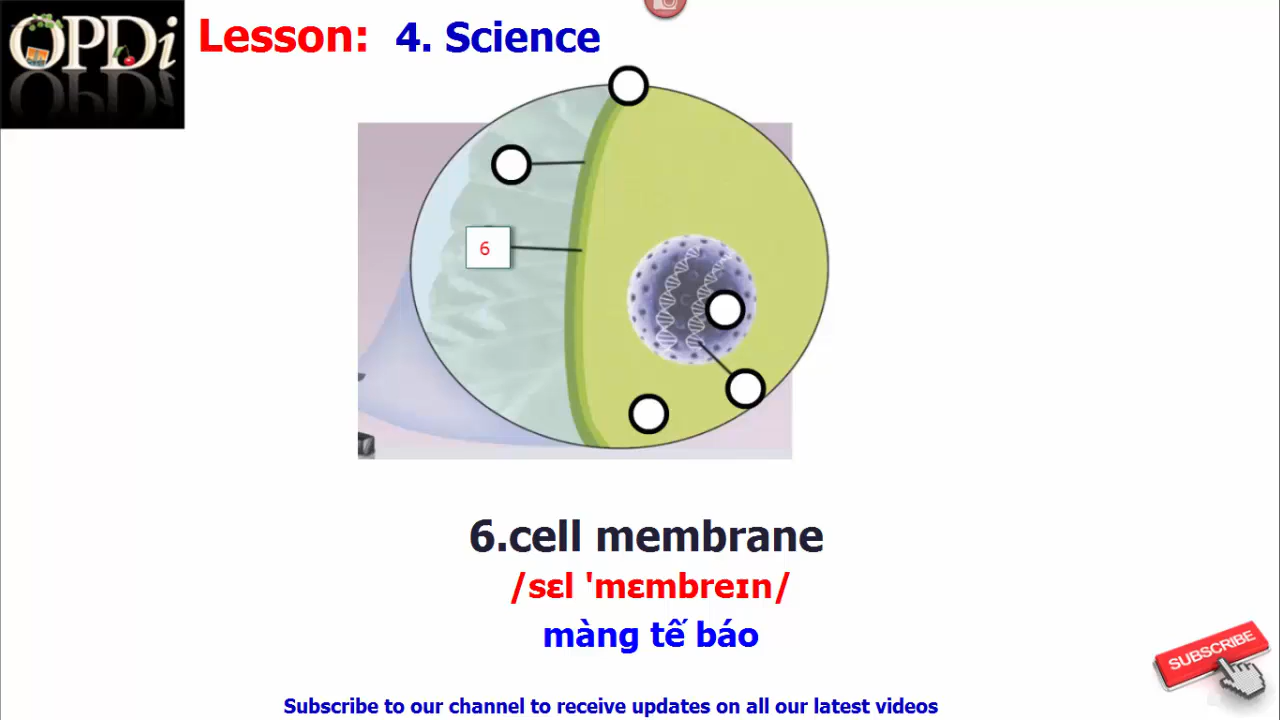 OPDi
Lesson: 4. Science
6
6.cell membrane
/sɛl 'mɛmbreɪn/
màng tế báo
SUBSCRIBE
Subscribe to our channel to receive updates on all our latest videos